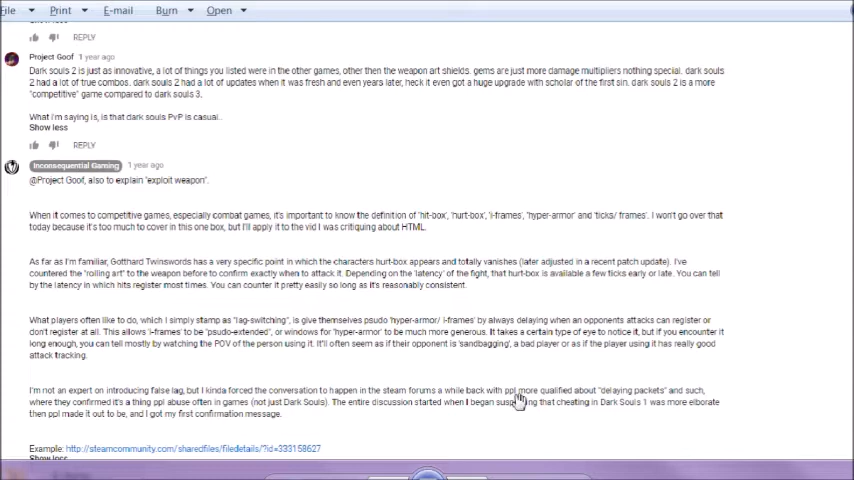 File Print E-mail Burn Open
REPLY
Project Goof 1 year ago
Dark souls 2 is just as innovative, a lot of things you listed were in the other games, other then the weapon art shields. gems are just more damage multipliers nothing special. dark souls
2 had a lot of true combos. dark souls 2 had a lot of updates when it was fresh and even years later, heck it even got a huge upgrade with scholar of the first sin. dark souls 2 is a more
"competitive" game compared to dark souls 3.
What i'm saying is, is that dark souls PvP is casual..
Show less
REPLY
Inconsequential Gaming 1 year ago
@Project Goof, also to explain "exploit weapon".
When it comes to competitive games, especially combat games, it's important to know the definition of 'hit-box', 'hurt-box', 'i-frames', 'hyper-armor' and 'ticks/ frames'. I won't go over that
today because it's too much to cover in this one box, but I'll apply it to the vid I was critiquing about HTML.
As far as I'm familiar, Gotthard Twinswords has a very specific point in which the characters hurt-box appears and totally vanishes (later adjusted in a recent patch update). I've
countered the "rolling art" to the weapon before to confirm exactly when to attack it. Depending on the 'latency' of the fight, that hurt-box is available a few ticks early or late. You can tell
by the latency in which hits register most times. You can counter it pretty easily so long as it's reasonably consistent.
What players often like to do, which I simply stamp as "lag-switching", is give themselves psudo 'hyper-armor/ i-frames' by always delaying when an opponents attacks can register or
don't register at all. This allows 'i-frames' to be "psudo-extended", or windows for 'hyper-armor' to be much more generous. It takes a certain type of eye to notice it, but if you encounter it
long enough, you can tell mostly by watching the POV of the person using it. It'll often seem as if their opponent is 'sandbagging', a bad player or as if the player using it has really good
attack tracking.
I'm not an expert on introducing false lag, but I kinda forced the conversation to happen in the steam forums a while back with ppl more qualified about "delaying packets" and such,
where they confirmed it's a thing ppl abuse often in games (not just Dark Souls). The entire discussion started when I began that cheating in Dark Souls 1 was more elborate
then ppl made it out to be, and I got my first confirmation message.
Example: http://steamcommunity.com/sharedfiles/filedetails/?id=333158627
Show less